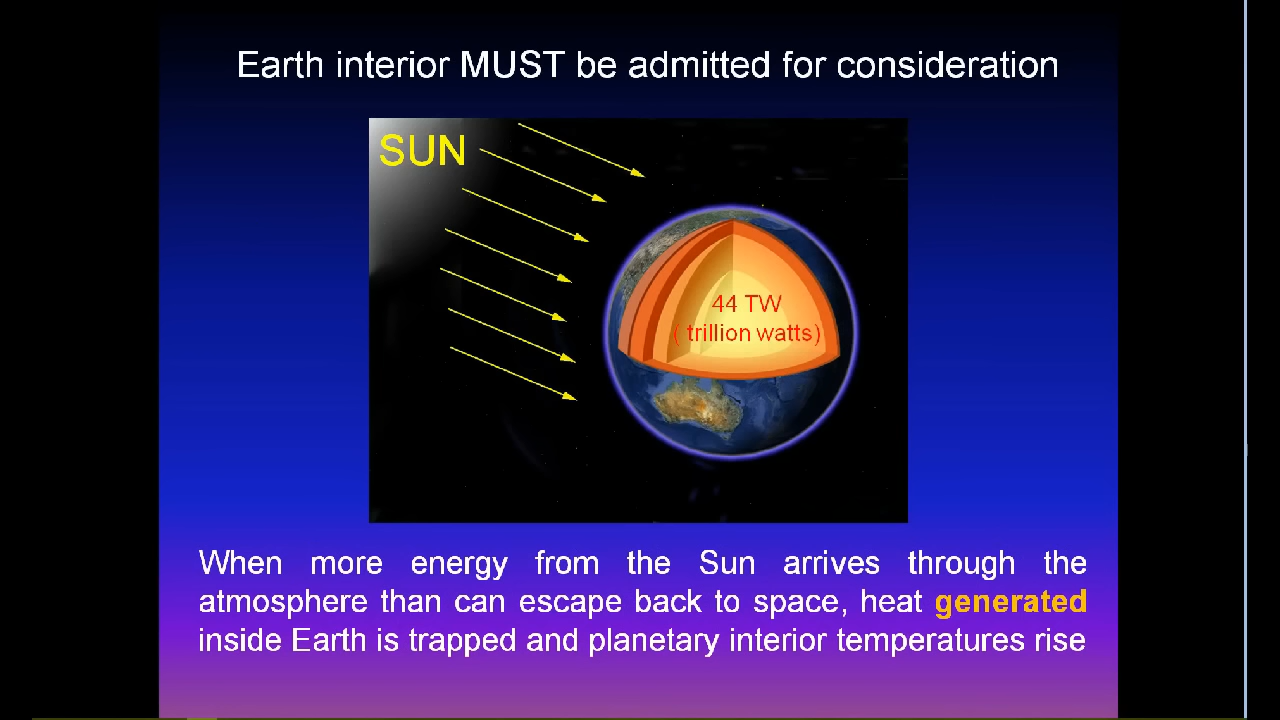 Earth interior MUST be admitted for consideration
SUN
44 TW
( trillion watts)
When more energy from the Sun arrives through the
atmosphere than can escape back to space, heat generated
inside Earth is trapped and planetary interior temperatures rise